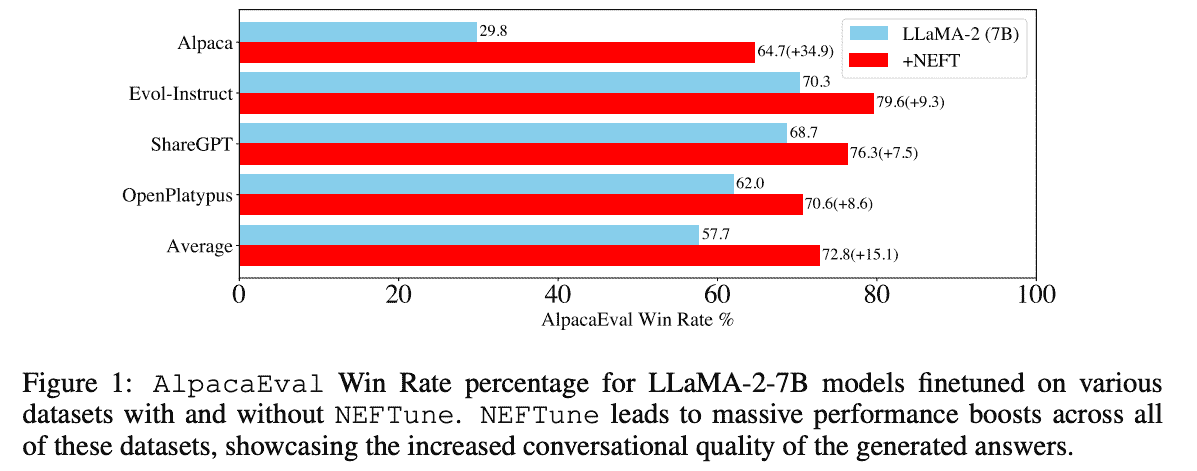 Alpaca
29.8
64.7(+34.9)
Evol-Instruct
70.3
79.6(+9.3)
ShareGPT
68.7
76.3(+7.5)
OpenPlatypus
62.0
70.6(+8.6)
Average
57.7
72.8(+15.1)
LLaMA-2 (7B)
+NEFT
0 20 40 60 80 100
AlpacaEval Win Rate %
Figure 1: AlpacaEval Win Rate percentage for LLaMA-2-7B models finetuned on various
datasets with and without NEFTune. NEFTune leads to massive performance boosts across all
of these datasets, showcasing the increased conversational quality of the generated answers.